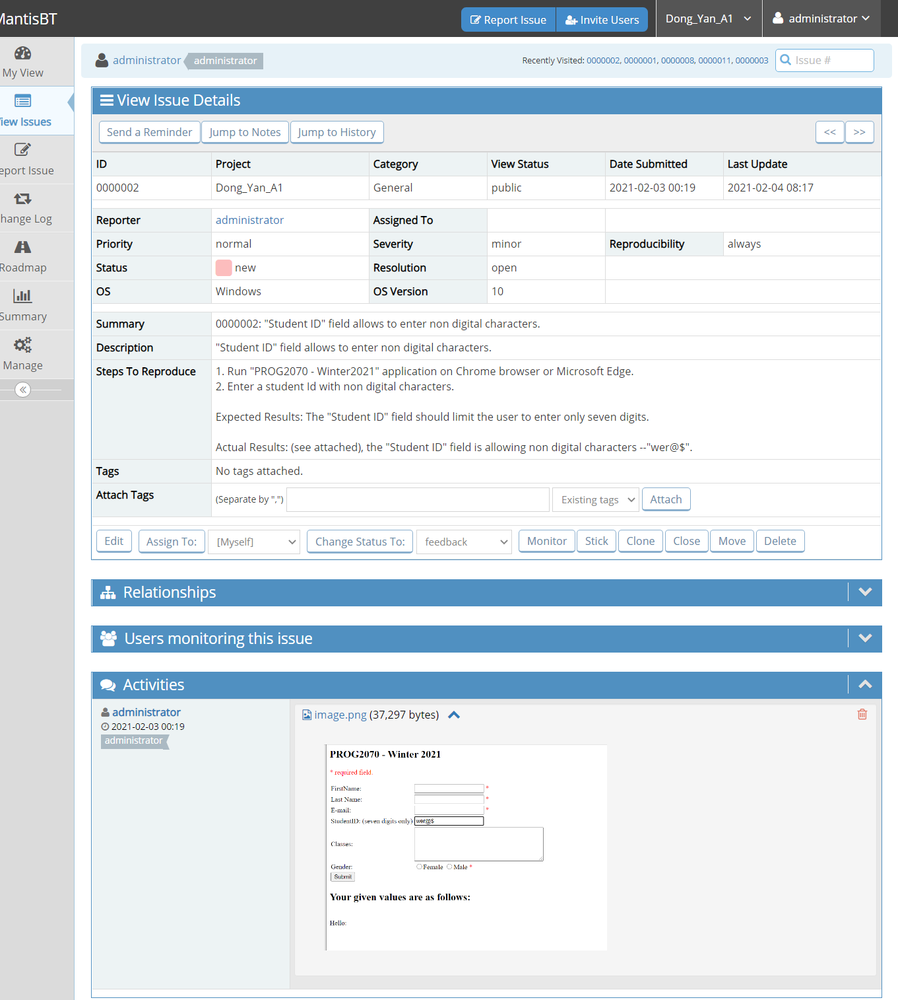 MantisBT
Report Issue
Invite Users
Dong_Yan_A1
administrator
My View
View Issues
Report Issue
Change Log
Roadmap
Summary
Manage
administrator administrator
Recently Visited: 0000002, 0000001, 0000008, 0000011, 0000003
Issue #
View Issue Details
Send a Reminder Jump to Notes Jump to History << >>
ID Project Category View Status Date Submitted Last Update
0000002 Dong_Yan_A1 General public 2021-02-03 00:19 2021-02-04 08:17
Reporter administrator Assigned To
Priority normal Severity minor Reproducibility always
Status new Resolution open
OS Windows OS Version 10
Summary 0000002: "Student ID" field allows to enter non digital characters.
Description "Student ID" field allows to enter non digital characters.
Steps To Reproduce 1. Run "PROG2070 - Winter2021" application on Chrome browser or Microsoft Edge.
2. Enter a student Id with non digital characters.
Expected Results: The "Student ID" field should limit the user to enter only seven digits.
Actual Results: (see attached), the "Student ID" field is allowing non digital characters --"wer@$".
Tags No tags attached.
Attach Tags (Separate by ",") Existing tags Attach
Edit Assign To: [Myself] Change Status To: feedback Monitor Stick Clone Close Move Delete
Relationships
Users monitoring this issue
Activities
administrator
2021-02-03 00:19
administrator
image.png (37,297 bytes)
PROG2070 - Winter 2021
* required field.
FirstName: *
Last Name: *
E-mail: *
StudentID: (seven digits only) wer@$
Classes:
Gender: Female Male *
Submit
Your given values are as follows:
Hello: